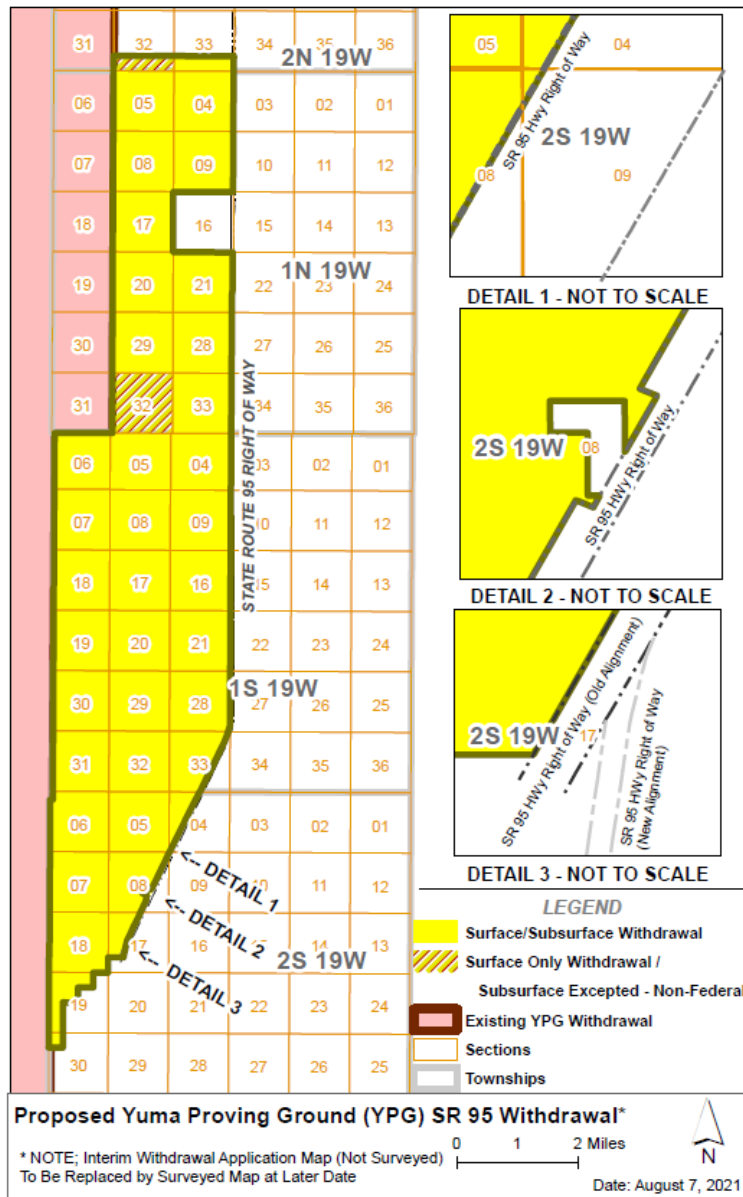 31 32 33 34 35 36
2N 19W
06 05 04 03 02 01
07 08 09 10 11 12
18 17 16 15 14 13
1N 19W
19 20 21 22 23 24
30 29 28 27 26 25
31 32 33 34 35 36
STATE ROUTE 95 RIGHT OF WAY
06 05 04 03 02 01
07 08 09 10 11 12
18 17 16 15 14 13
19 20 21 22 23 24
1S 19W
30 29 28 27 26 25
31 32 33 34 35 36
06 05 04 03 02 01
07 08 09 10 11 12
<-- DETAIL 1
<-- DETAIL 2
<-- DETAIL 3
18 17 16 15 14 13
2S 19W
19 20 21 22 23 24
30 29 28 27 26 25
05 04
SR 95 Hwy Right of Way
2S 19W
08 09
DETAIL 1 - NOT TO SCALE
2S 19W
08
SR 95 HWy Right of Way
DETAIL 2 - NOT TO SCALE
2S 19W
17
SR 95 HWy Right of Way (Old Alignment)
SR 95 HWy Right of Way
(New Alignment)
DETAIL 3 - NOT TO SCALE
LEGEND
Surface/Subsurface Withdrawal
Surface Only Withdrawal /
Subsurface Excepted - Non-Federal
Existing YPG Withdrawal
Sections
Townships
Proposed Yuma Proving Ground (YPG) SR 95 Withdrawal*
* NOTE; Interim Withdrawal Application Map (Not Surveyed)
To Be Replaced by Surveyed Map at Later Date
0 1 2 Miles
N
Date: August 7, 2021